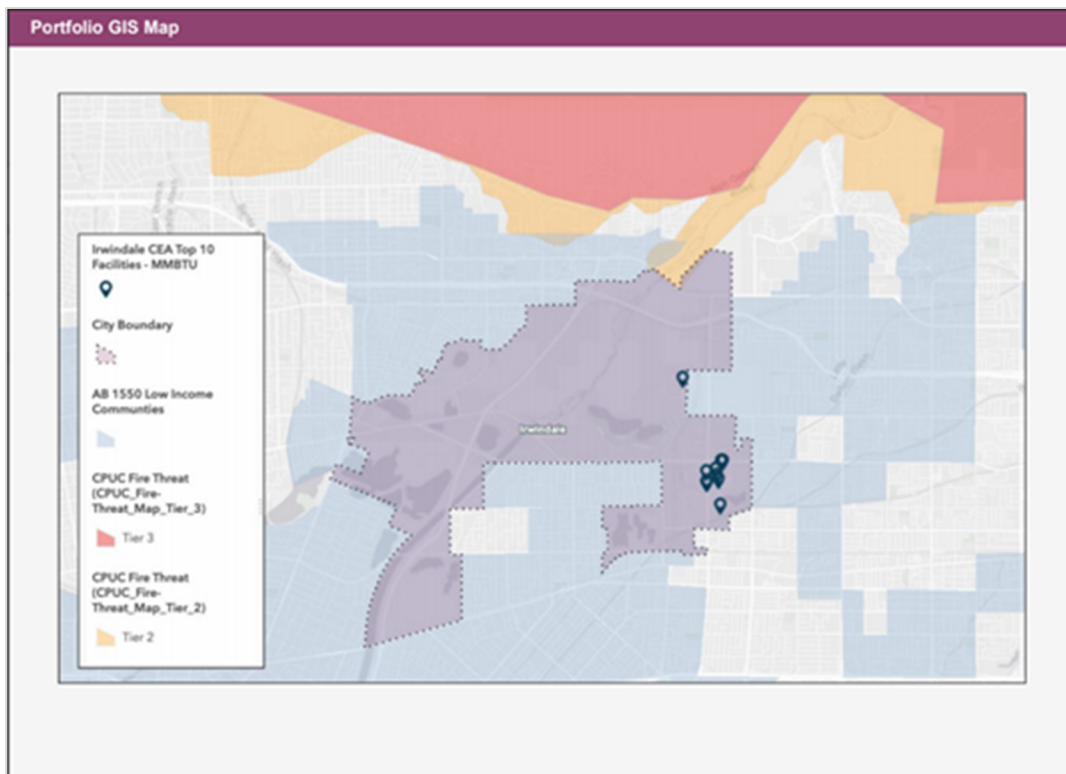 Portfolio GIS Map
Irwindale CEA Top 10
Facilities - MMBTU
City Boundary
AB 1550 Low Income
Communties
CPUC Fire Threat
(CPUC_Fire-
Threat_Map_Tier_3)
Tier 3
CPUC Fire Threat
(CPUC_Fire-
Threat_Map_Tier_2)
Tier 2
Irwindale